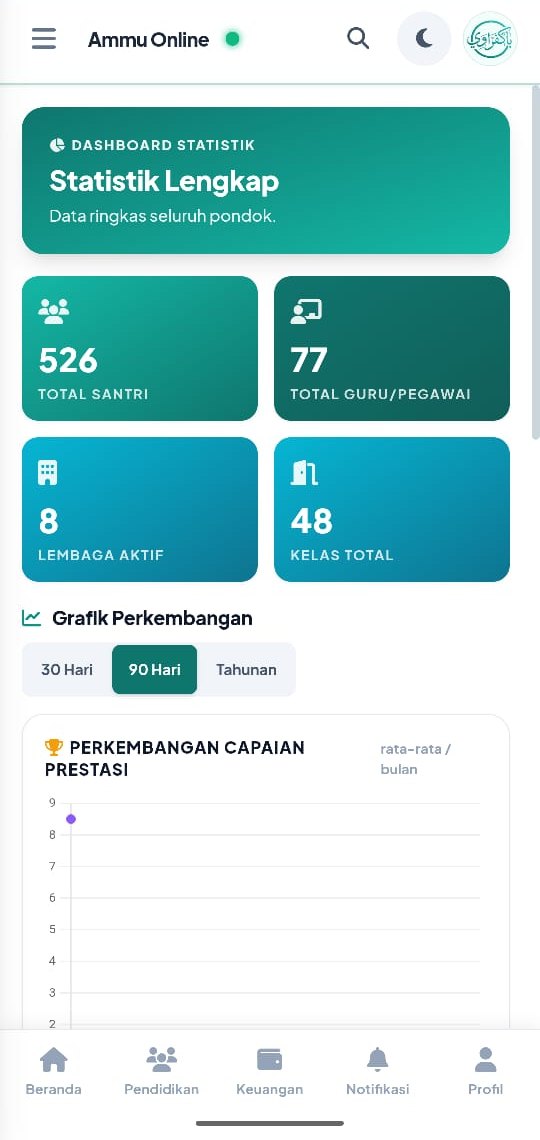 Ammu Online
DASHBOARD STATISTIK
Statistik Lengkap
Data ringkas seluruh pondok.
526
TOTAL SANTRI
77
TOTAL GURU/PEGAWAI
8
LEMBAGA AKTIF
48
KELAS TOTAL
Grafik Perkembangan
30 Hari
90 Hari
Tahunan
PERKEMBANGAN CAPAIAN
PRESTASI
rata-rata /
bulan
9
8
7
6
5
4
3
2
Beranda
Pendidikan
Keuangan
Notifikasi
Profil